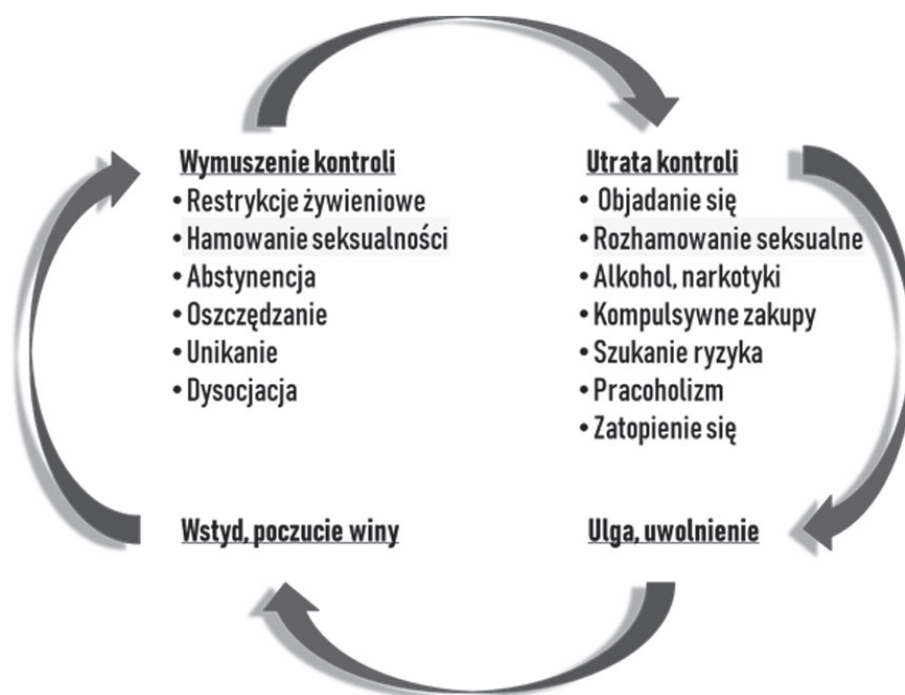 Wymuszenie kontroli
• Restrykcje żywieniowe
• Hamowanie seksualności
• Abstynencja
• Oszczędzanie
• Unikanie
• Dysocjacja
Utrata kontroli
• Objadanie się
• Rozhamowanie seksualne
• Alkohol, narkotyki
• Kompulsywne zakupy
• Szukanie ryzyka
• Pracoholizm
• Zatopienie się
Wstyd, poczucie winy
Ulga, uwolnienie